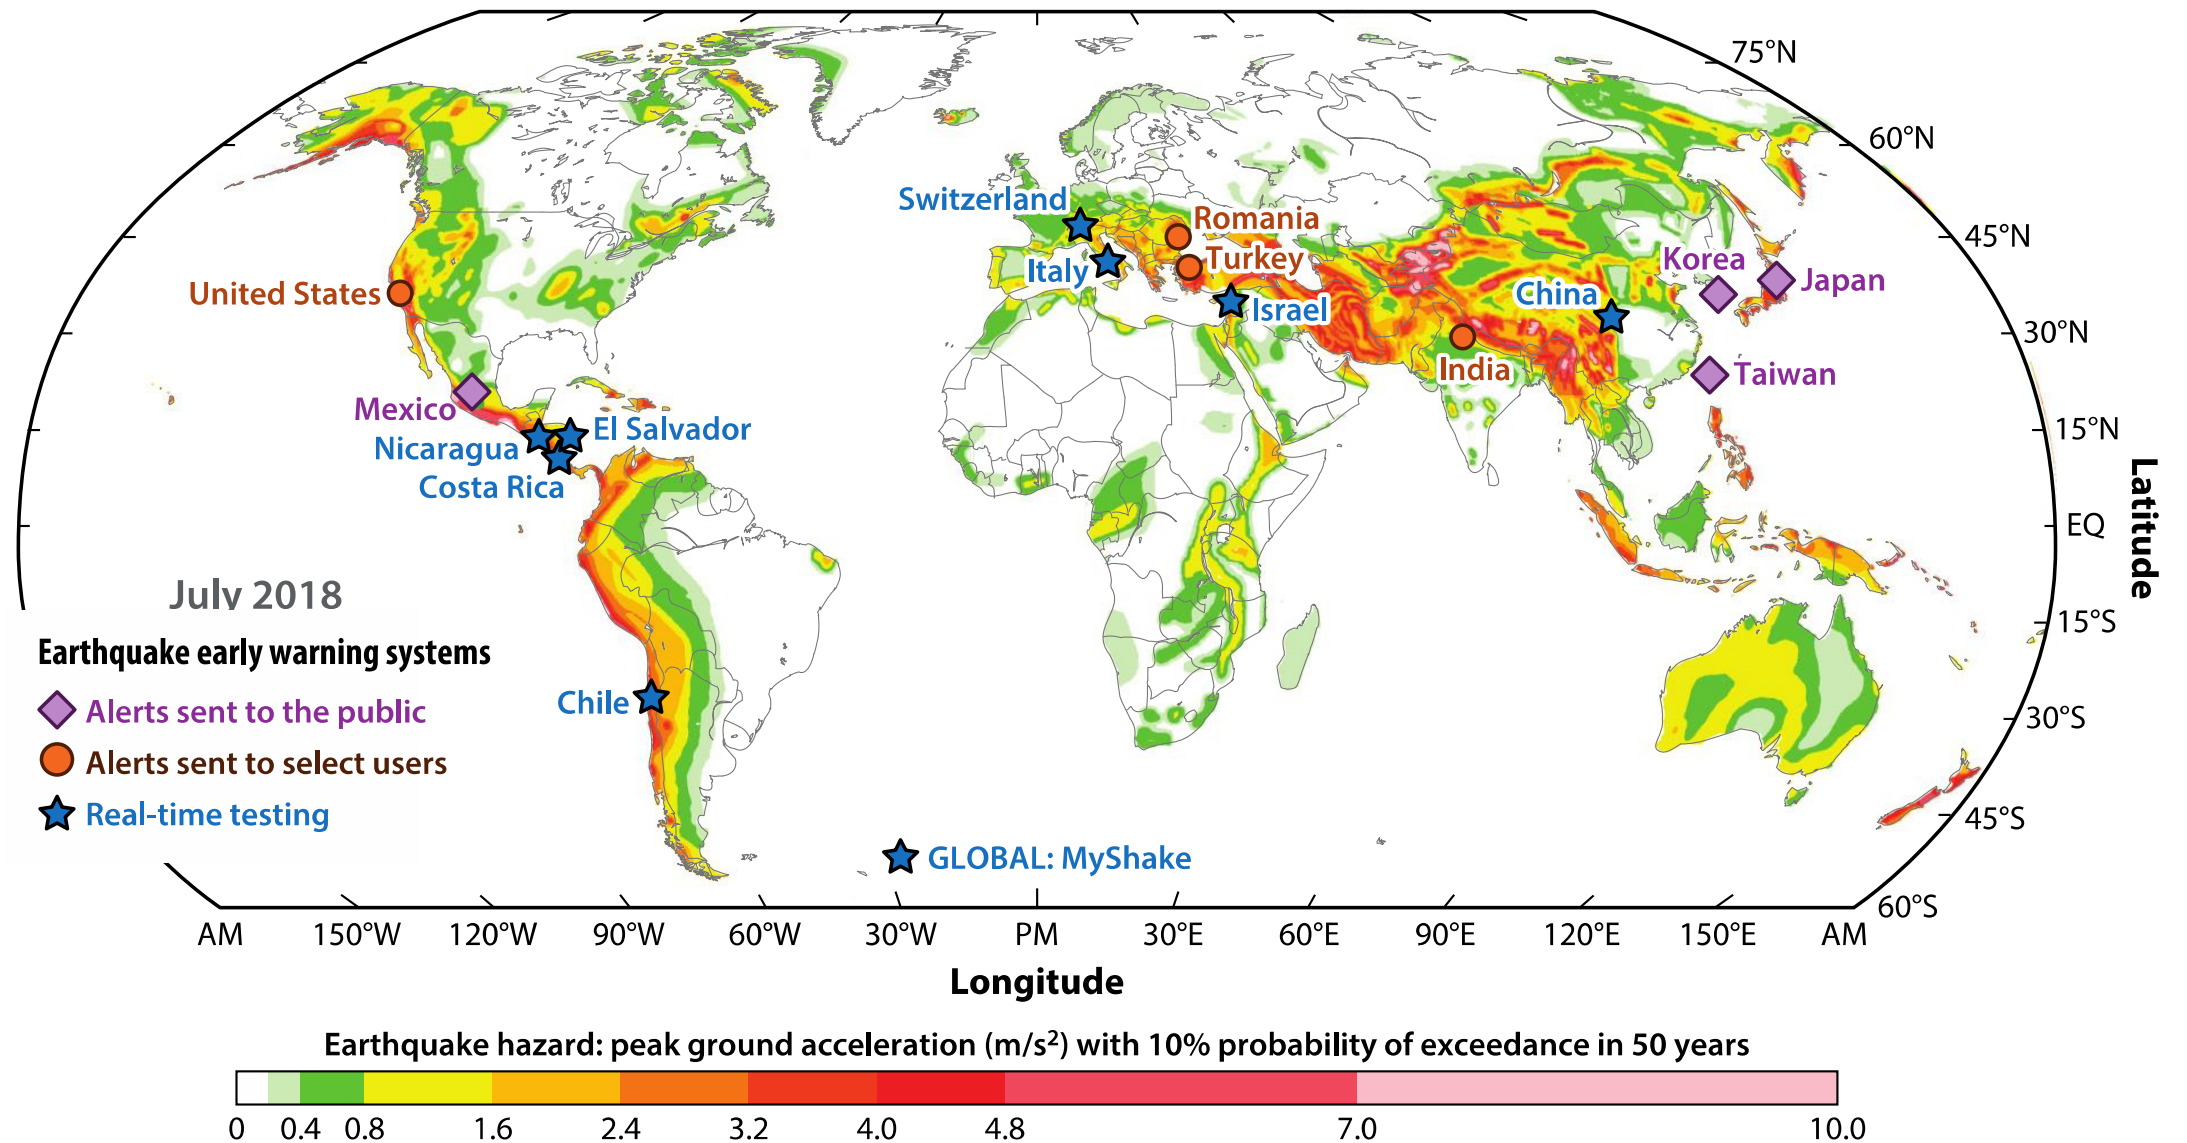 75°N
60°N
45°N
30°N
15°N
EQ
15°S
30°S
45°S
60°S
Latitude
Switzerland
Romania
Italy
Turkey
Israel
United States
Korea
Japan
China
India
Taiwan
Mexico
El Salvador
Nicaragua
Costa Rica
Chile
July 2018
Earthquake early warning systems
Alerts sent to the public
Alerts sent to select users
Real-time testing
GLOBAL: MyShake
AM 150°W 120°W 90°W 60°W 30°W PM 30°E 60°E 90°E 120°E 150°E AM
Longitude
Earthquake hazard: peak ground acceleration (m/s²) with 10% probability of exceedance in 50 years
0 0.4 0.8 1.6 2.4 3.2 4.0 4.8 7.0 10.0